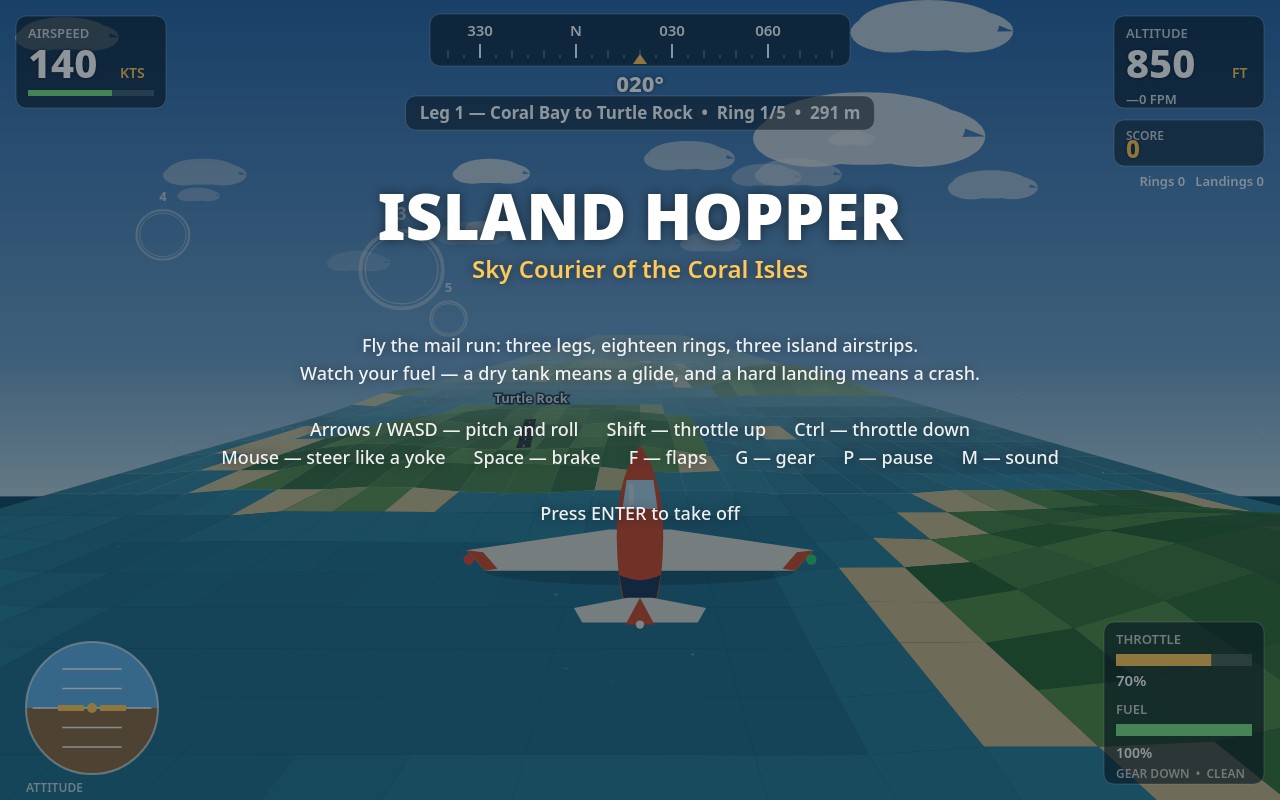 AIRSPEED
140 KTS
330 N 030 060
020°
Leg 1 — Coral Bay to Turtle Rock • Ring 1/5 • 291 m
ALTITUDE
850 FT
—0 FPM
SCORE
0
Rings 0 Landings 0
4
3
5
ISLAND HOPPER
Sky Courier of the Coral Isles
Fly the mail run: three legs, eighteen rings, three island airstrips.
Watch your fuel — a dry tank means a glide, and a hard landing means a crash.
Turtle Rock
Arrows / WASD — pitch and roll Shift — throttle up Ctrl — throttle down
Mouse — steer like a yoke Space — brake F — flaps G — gear P — pause M — sound
Press ENTER to take off
ATTITUDE
THROTTLE
70%
FUEL
100%
GEAR DOWN • CLEAN